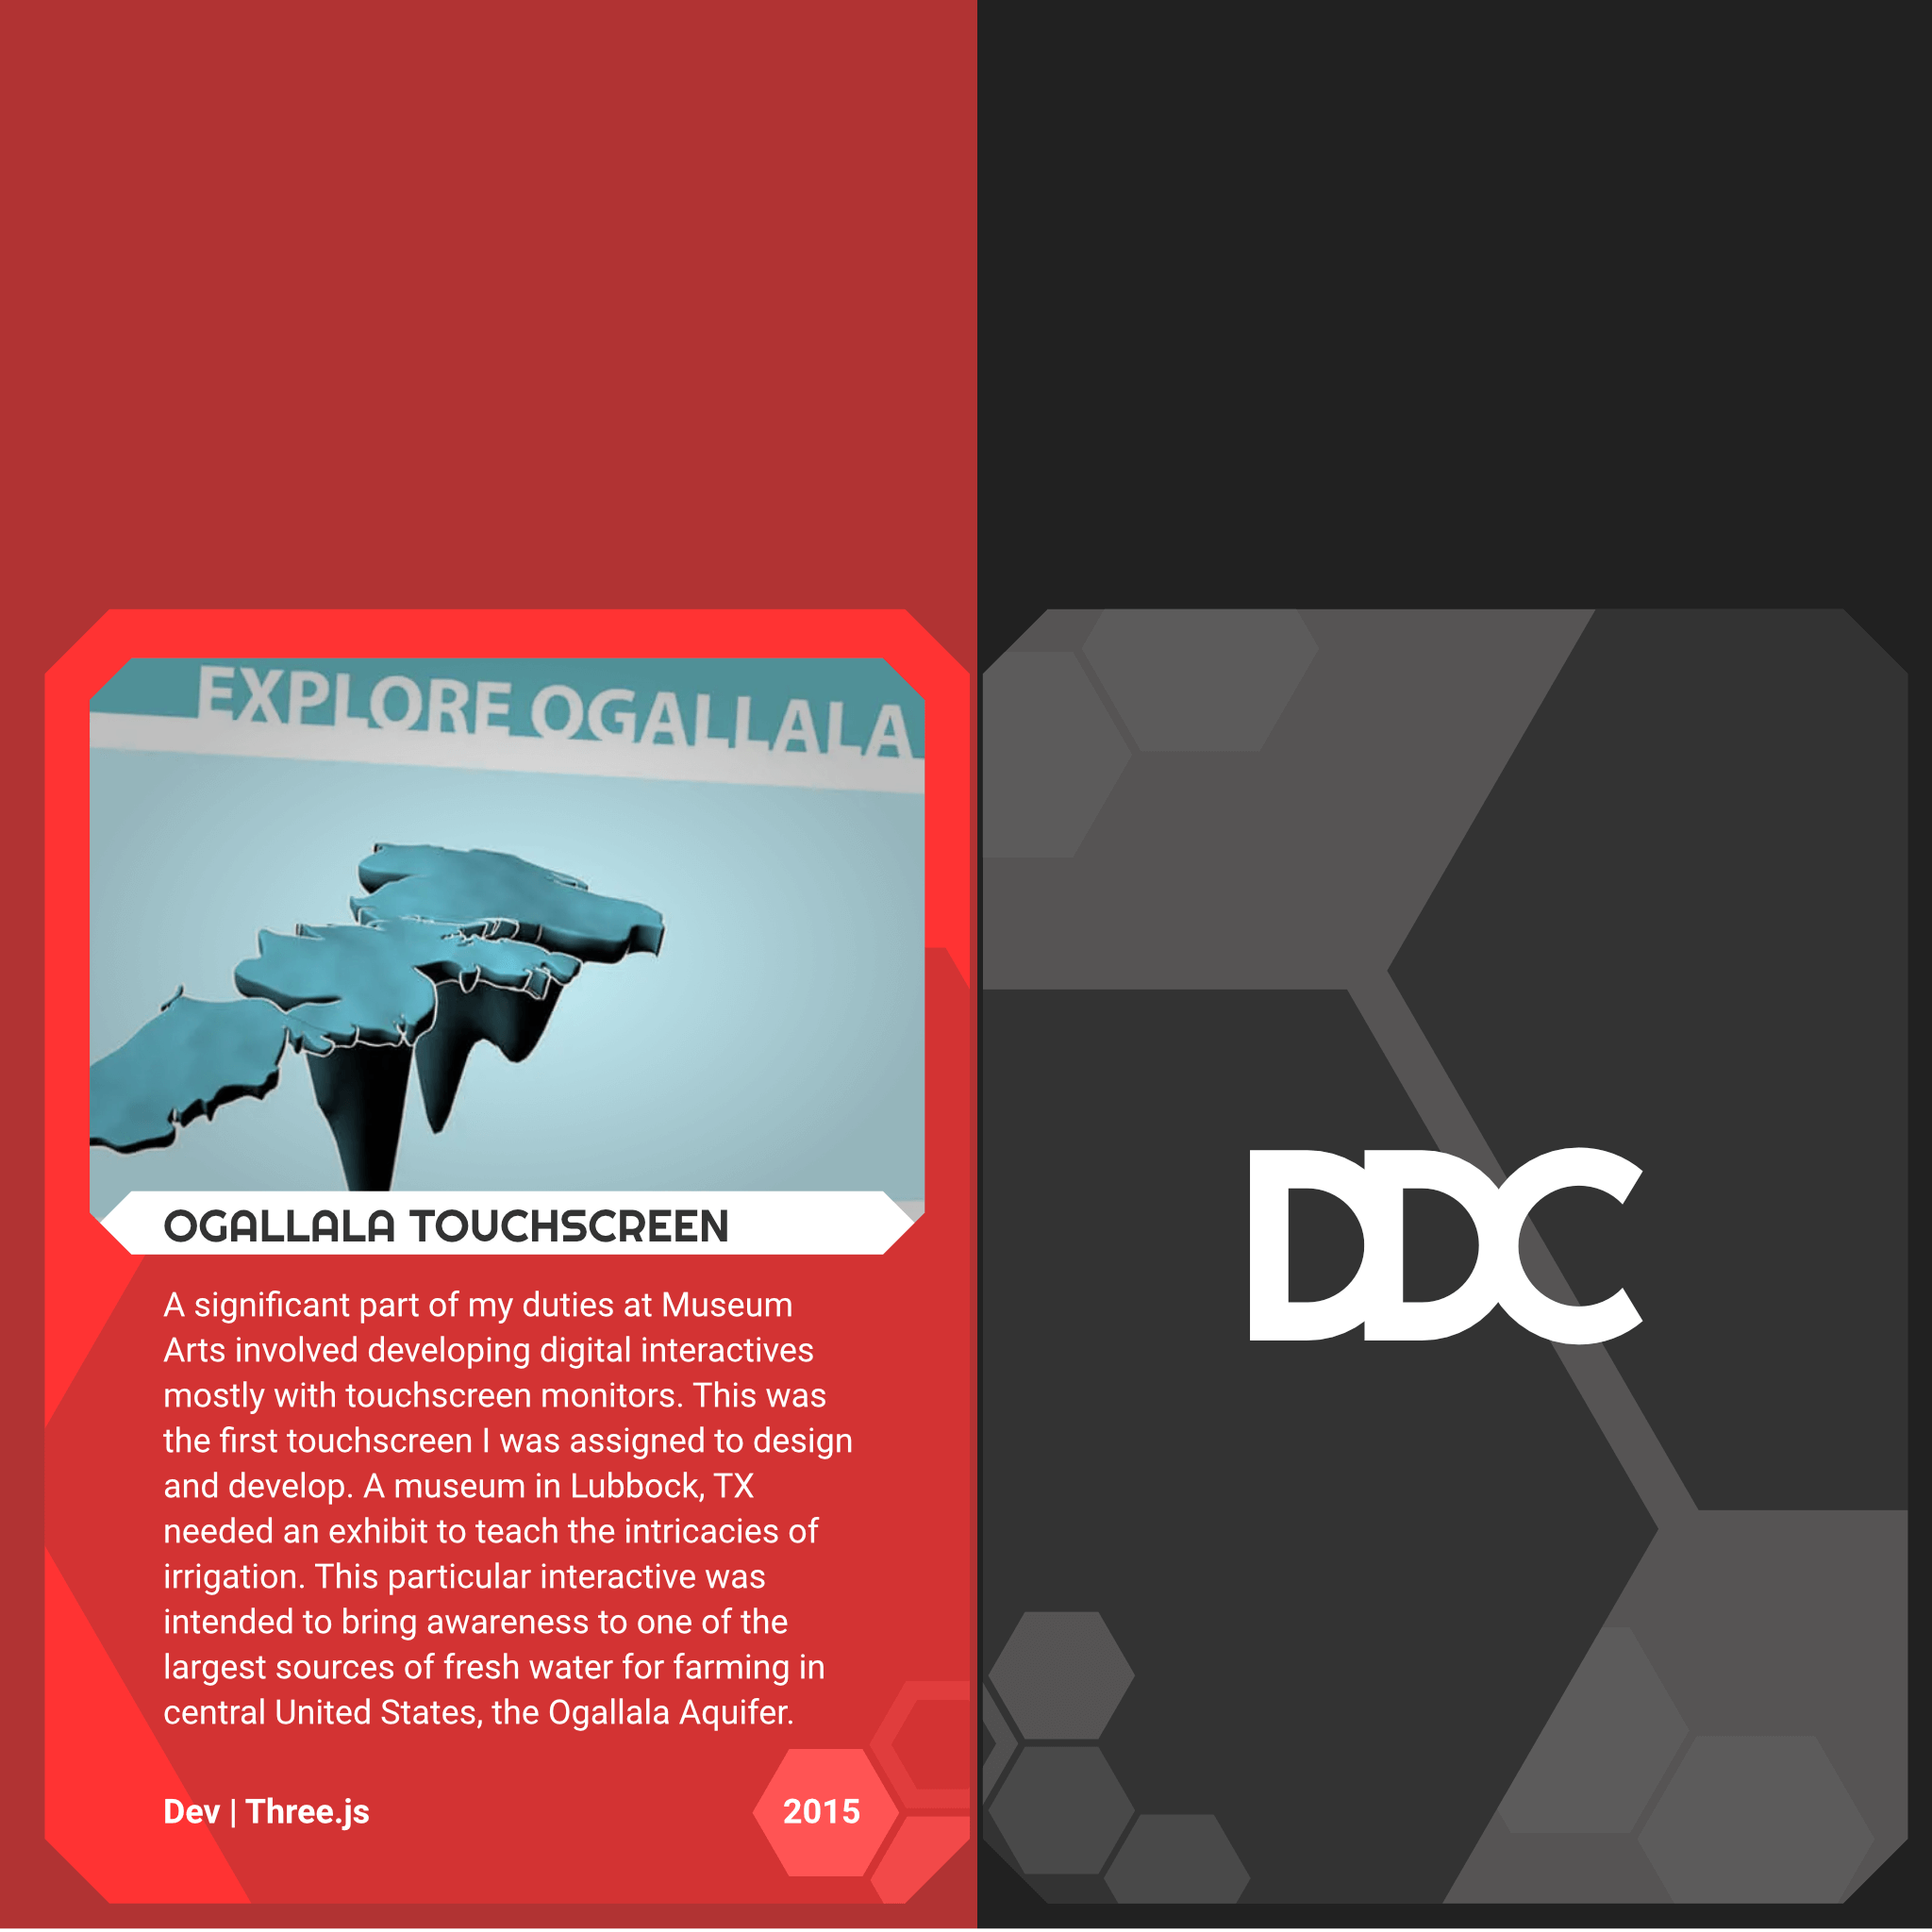 EXPLORE OGALLALA
OGALLALA TOUCHSCREEN
A significant part of my duties at Museum
Arts involved developing digital interactives
mostly with touchscreen monitors. This was
the first touchscreen I was assigned to design
and develop. A museum in Lubbock, TX
needed an exhibit to teach the intricacies of
irrigation. This particular interactive was
intended to bring awareness to one of the
largest sources of fresh water for farming in
central United States, the Ogallala Aquifer.
Dev | Three.js
2015
DDC